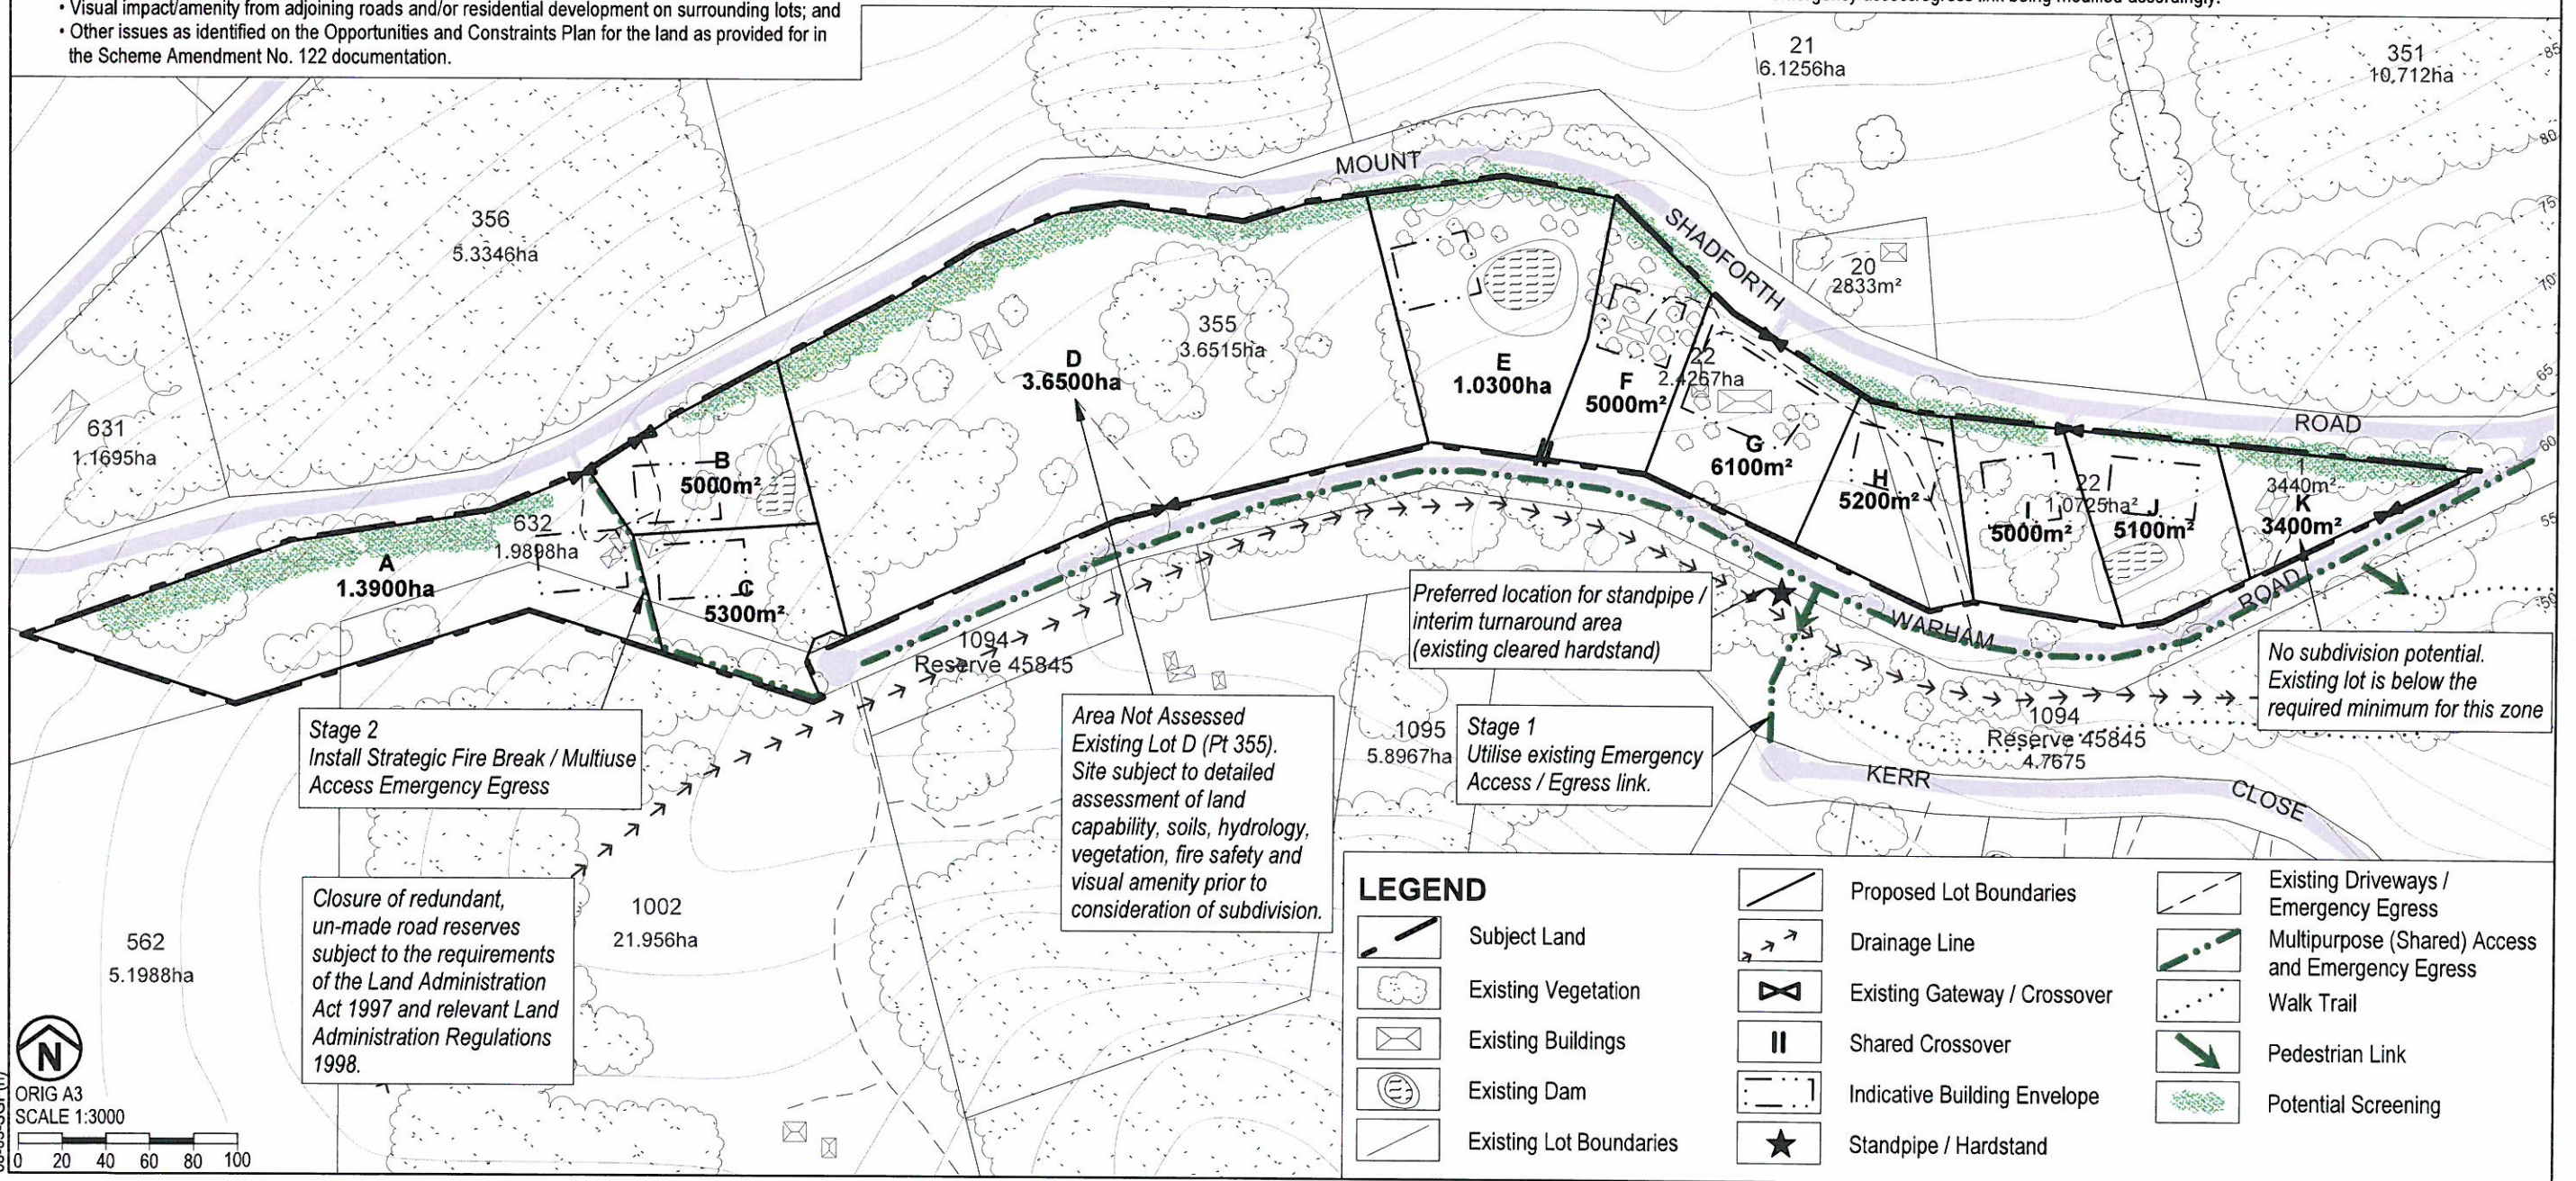 • Visual impact/amenity from adjoining roads and/or residential development on surrounding lots; and
• Other issues as identified on the Opportunities and Constraints Plan for the land as provided for in
the Scheme Amendment No. 122 documentation.
21
6.1256ha
351
10.712ha
85
80
75
70
65
60
55
50
MOUNT
SHADFORTH
ROAD
356
5.3346ha
20
2833m²
355
3.6515ha
D
3.6500ha
E
1.0300ha
F
5000m²
22
2.4267ha
G
6100m²
H
5200m²
I
5000m²
22
1.0725ha
J
5100m²
1
3440m²
K
3400m²
631
1.1695ha
B
5000m²
632
1.9898ha
A
1.3900ha
C
5300m²
Preferred location for standpipe /
interim turnaround area
(existing cleared hardstand)
WARHAM
ROAD
1094
Reserve 45845
No subdivision potential.
Existing lot is below the
required minimum for this zone
Stage 2
Install Strategic Fire Break / Multiuse
Access Emergency Egress
Area Not Assessed
Existing Lot D (Pt 355).
Site subject to detailed
assessment of land
capability, soils, hydrology,
vegetation, fire safety and
visual amenity prior to
consideration of subdivision.
1095
5.8967ha
Stage 1
Utilise existing Emergency
Access / Egress link.
1094
Reserve 45845
4.7675
KERR
CLOSE
Closure of redundant,
un-made road reserves
subject to the requirements
of the Land Administration
Act 1997 and relevant Land
Administration Regulations
1998.
1002
21.956ha
562
5.1988ha
N
ORIG A3
SCALE 1:3000
0 20 40 60 80 100
LEGEND
Subject Land
Existing Vegetation
Existing Buildings
Existing Dam
Existing Lot Boundaries
Proposed Lot Boundaries
Drainage Line
Existing Gateway / Crossover
Shared Crossover
Indicative Building Envelope
Standpipe / Hardstand
Existing Driveways /
Emergency Egress
Multipurpose (Shared) Access
and Emergency Egress
Walk Trail
Pedestrian Link
Potential Screening